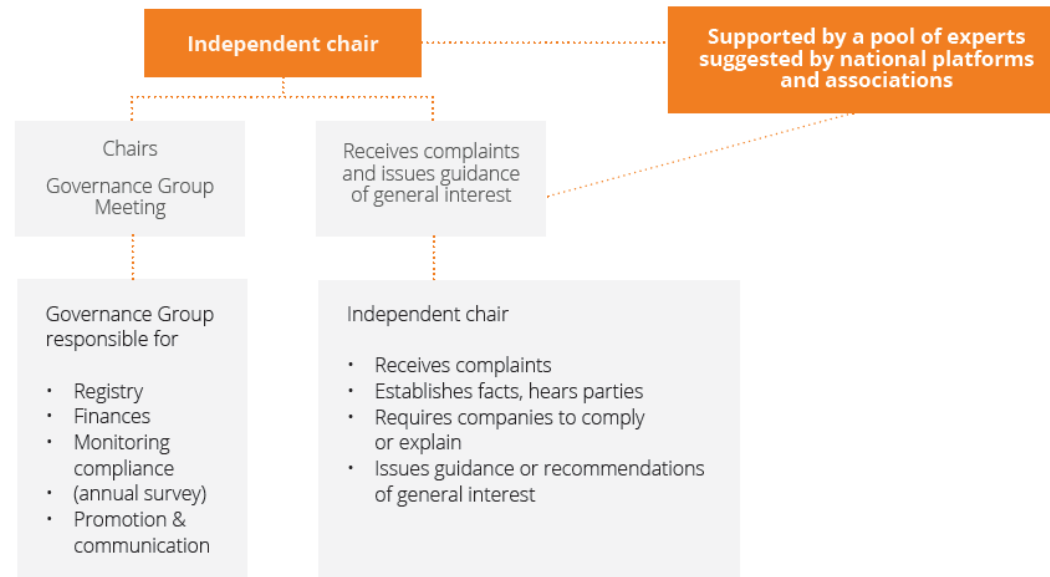 Independent chair
Supported by a pool of experts
suggested by national platforms
and associations
Chairs
Governance Group
Meeting
Receives complaints
and issues guidance
of general interest
Governance Group
responsible for
• Registry
• Finances
• Monitoring
compliance
• (annual survey)
• Promotion &
communication
Independent chair
• Receives complaints
• Establishes facts, hears parties
• Requires companies to comply
or explain
• Issues guidance or recommendations
of general interest